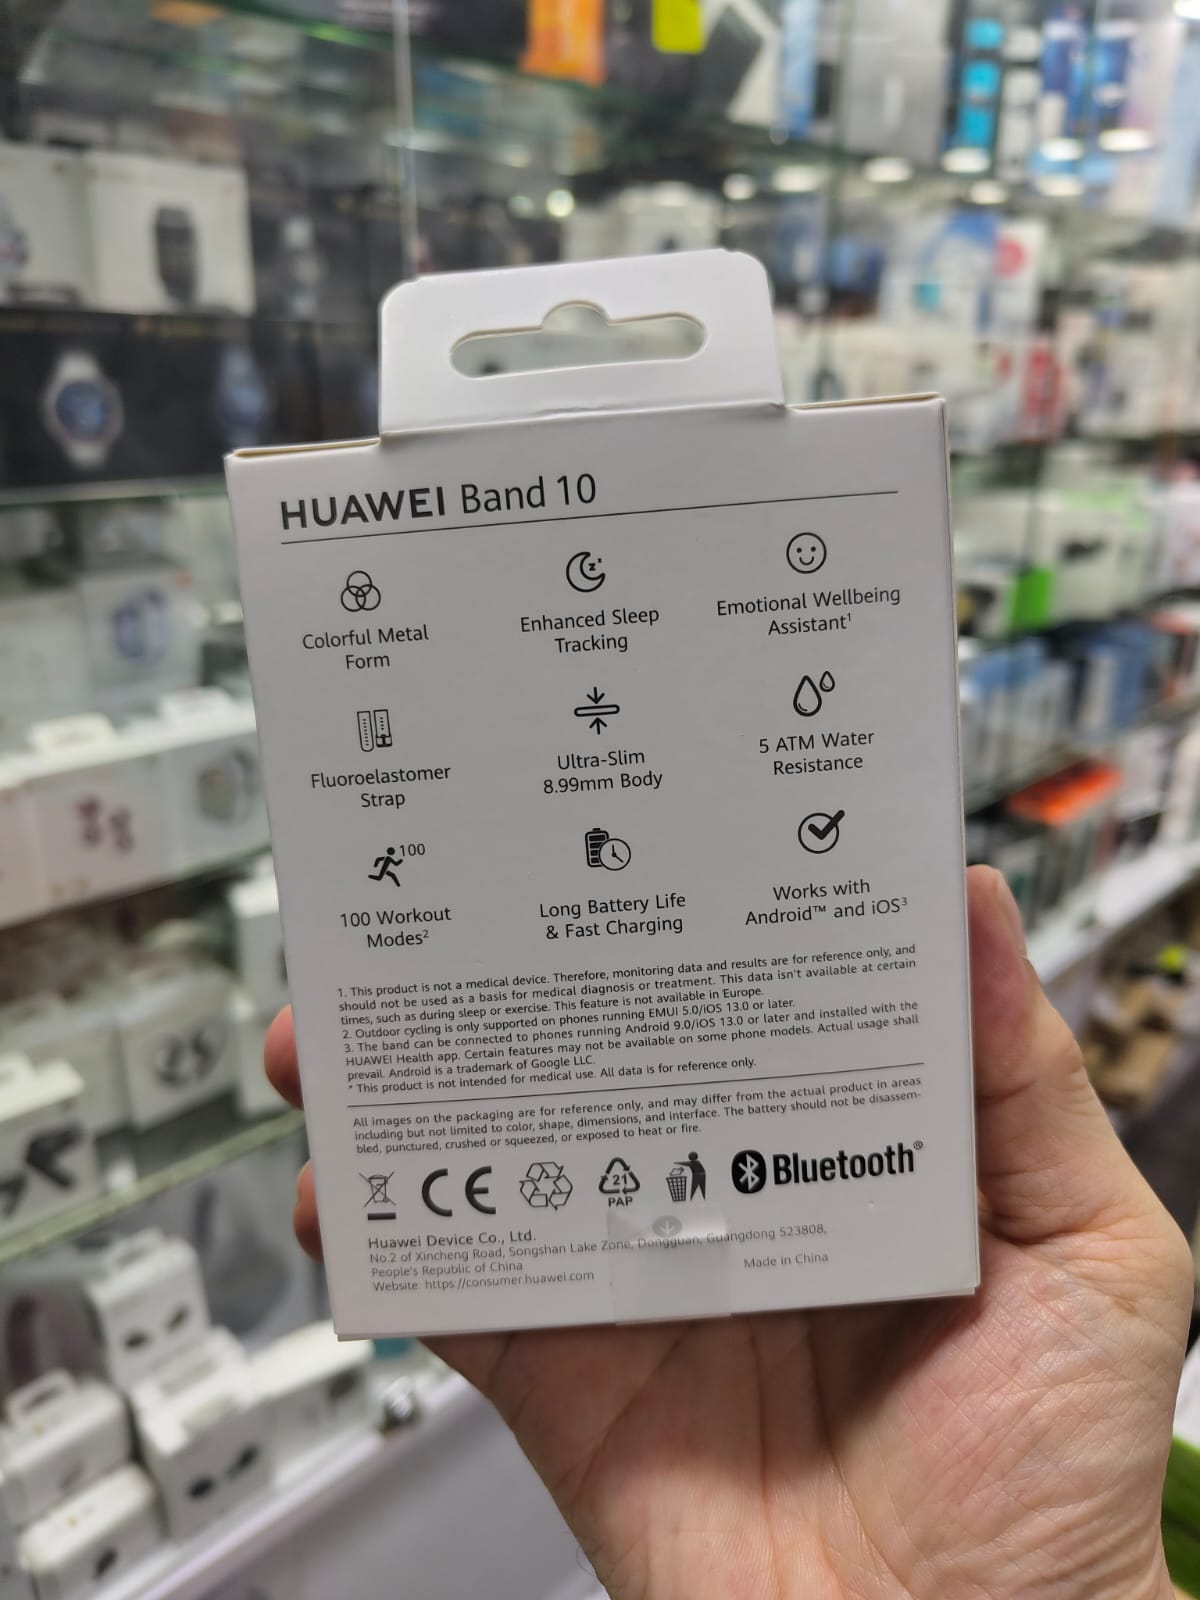 HUAWEI Band 10
Colorful Metal
Form
Enhanced Sleep
Tracking
Emotional Wellbeing
Assistant¹
Fluoroelastomer
Strap
Ultra-Slim
8.99mm Body
5 ATM Water
Resistance
100
100 Workout
Modes²
Long Battery Life
& Fast Charging
Works with
Android™ and iOS³
1. This product is not a medical device. Therefore, monitoring data and results are for reference only, and
should not be used as a basis for medical diagnosis or treatment. This data isn't available at certain
times, such as during sleep or exercise. This feature is not available in Europe.
2. Outdoor cycling is only supported on phones running EMUI 5.0/iOS 13.0 or later.
3. The band can be connected to phones running Android 9.0/iOS 13.0 or later and installed with the
HUAWEI Health app. Certain features may not be available on some phone models. Actual usage shall
prevail. Android is a trademark of Google LLC.
* This product is not intended for medical use. All data is for reference only.
All images on the packaging are for reference only, and may differ from the actual product in areas
including but not limited to color, shape, dimensions, and interface. The battery should not be disassem-
bled, punctured, crushed or squeezed, or exposed to heat or fire.
CE
21
PAP
Bluetooth®
Huawei Device Co., Ltd.
No.2 of Xincheng Road, Songshan Lake Zone, Dongguan, Guangdong 523808,
People's Republic of China
Website: https://consumer.huawei.com
Made in China